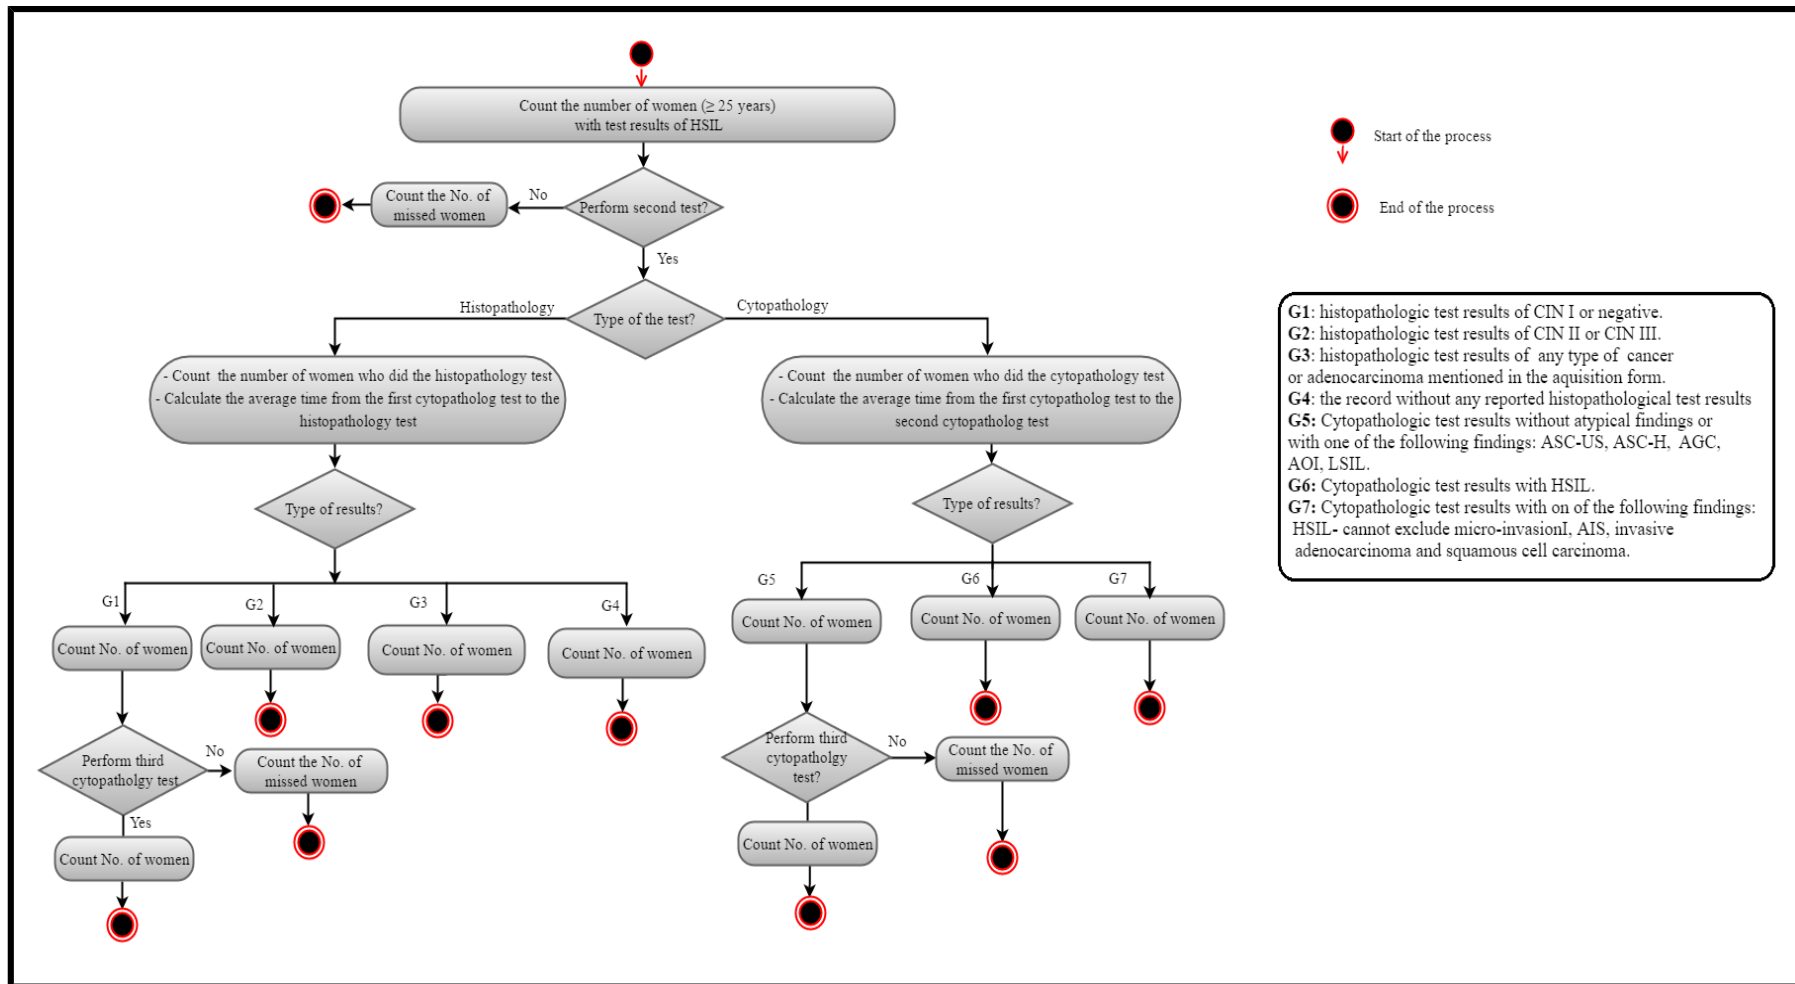 Count the number of women (≥ 25 years)
with test results of HSIL
Start of the process
No
Count the No. of
missed women
Perform second test?
End of the process
Yes
Histopathology
Cytopathology
Type of the test?
G1: histopathologic test results of CIN I or negative.
G2: histopathologic test results of CIN II or CIN III.
G3: histopathologic test results of any type of cancer
or adenocarcinoma mentioned in the aquisition form.
G4: the record without any reported histopathological test results
G5: Cytopathologic test results without atypical findings or
with one of the following findings: ASC-US, ASC-H, AGC,
AOI, LSIL.
G6: Cytopathologic test results with HSIL.
G7: Cytopathologic test results with on of the following findings:
HSIL- cannot exclude micro-invasionI, AIS, invasive
adenocarcinoma and squamous cell carcinoma.
- Count the number of women who did the histopathology test
- Calculate the average time from the first cytopatholog test to the
histopathology test
- Count the number of women who did the cytopathology test
- Calculate the average time from the first cytopatholog test to the
second cytopatholog test
Type of results?
Type of results?
G1
G2
G3
G4
G5
G6
G7
Count No. of women
Count No. of women
Count No. of women
Count No. of women
Count No. of women
Count No. of women
Count No. of women
Perform third
cytopatholgy test
No
Count the No. of
missed women
Yes
Count No. of women
Perform third
cytopatholgy
test?
No
Count the No. of
missed women
Count No. of women